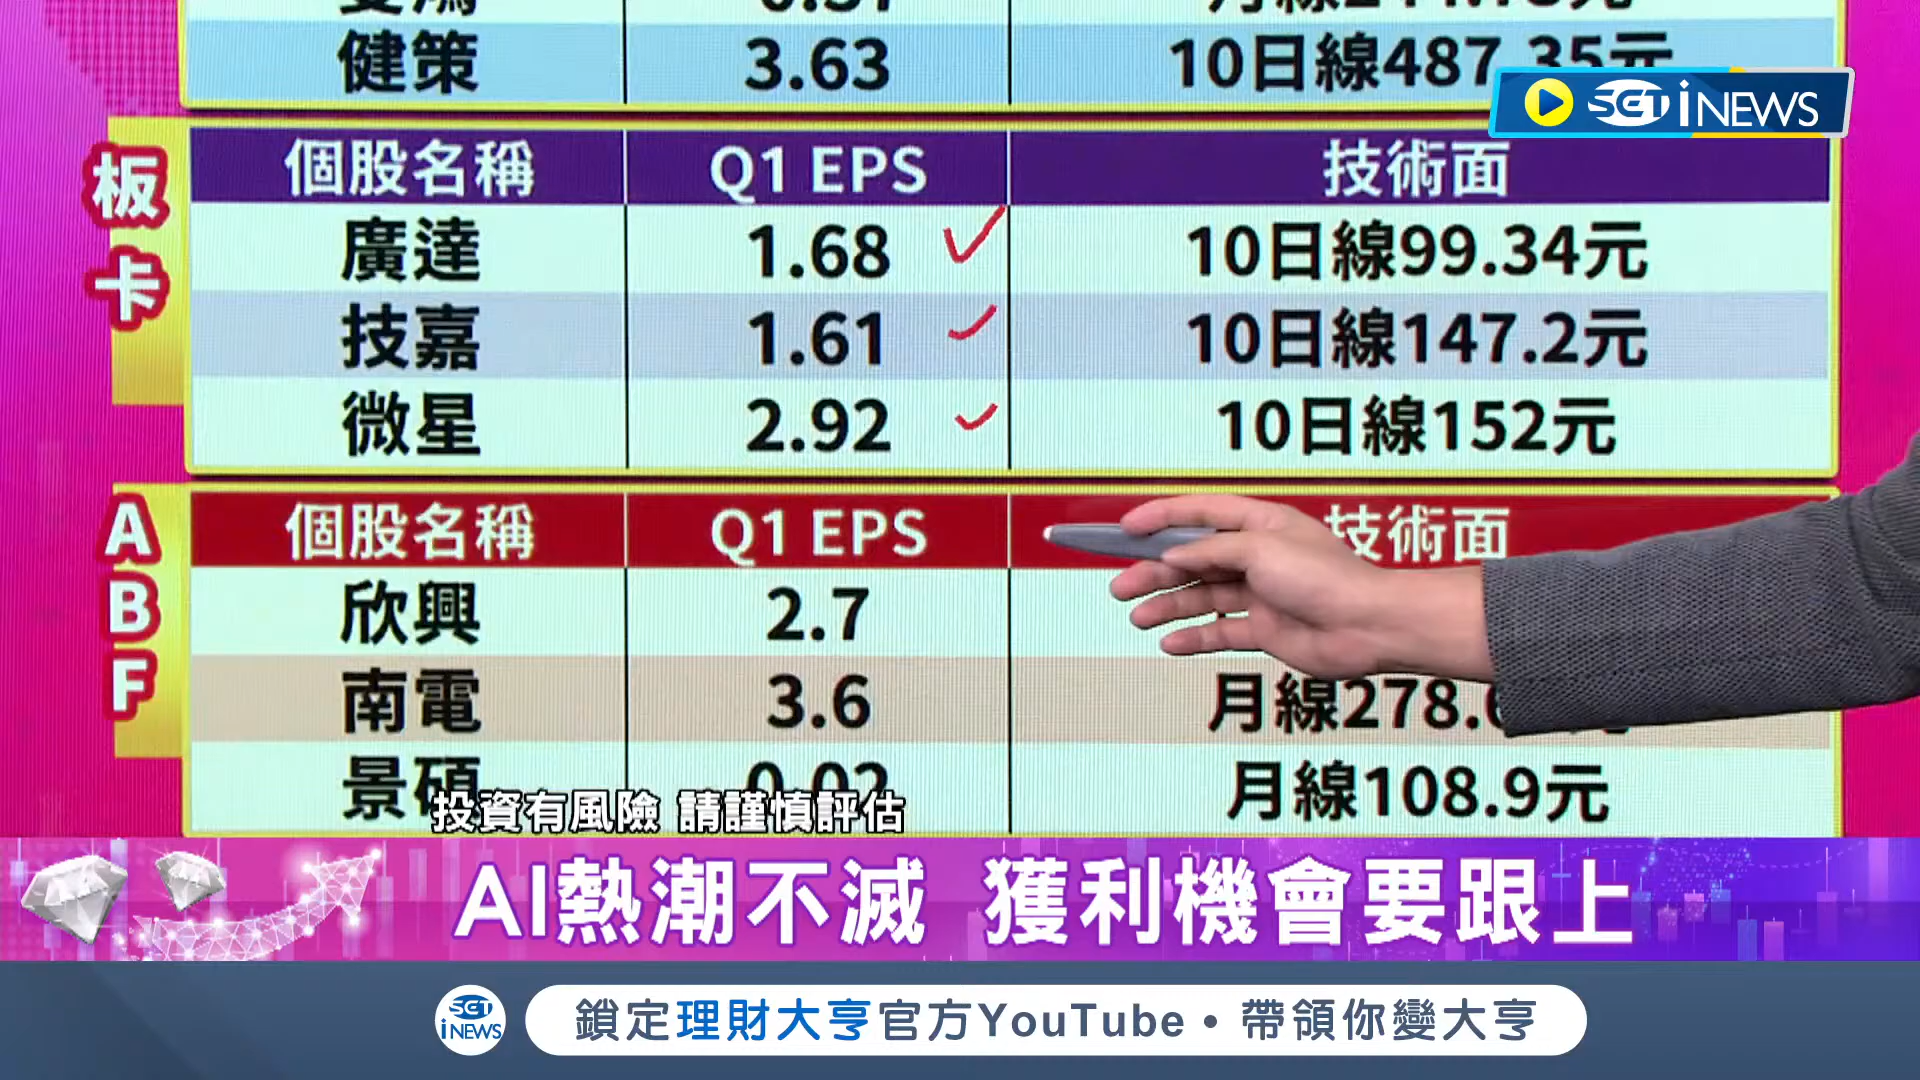 健策 3.63 10日線487.35元
SET iNEWS
板卡
個股名稱 Q1 EPS 技術面
廣達 1.68 10日線99.34元
技嘉 1.61 10日線147.2元
微星 2.92 10日線152元
ABF
個股名稱 Q1 EPS 技術面
欣興 2.7
南電 3.6 月線278.6
景碩 0.02 月線108.9元
投資有風險 請謹慎評估
AI熱潮不滅 獲利機會要跟上
SET iNEWS
鎖定理財大亨官方YouTube•帶領你變大亨